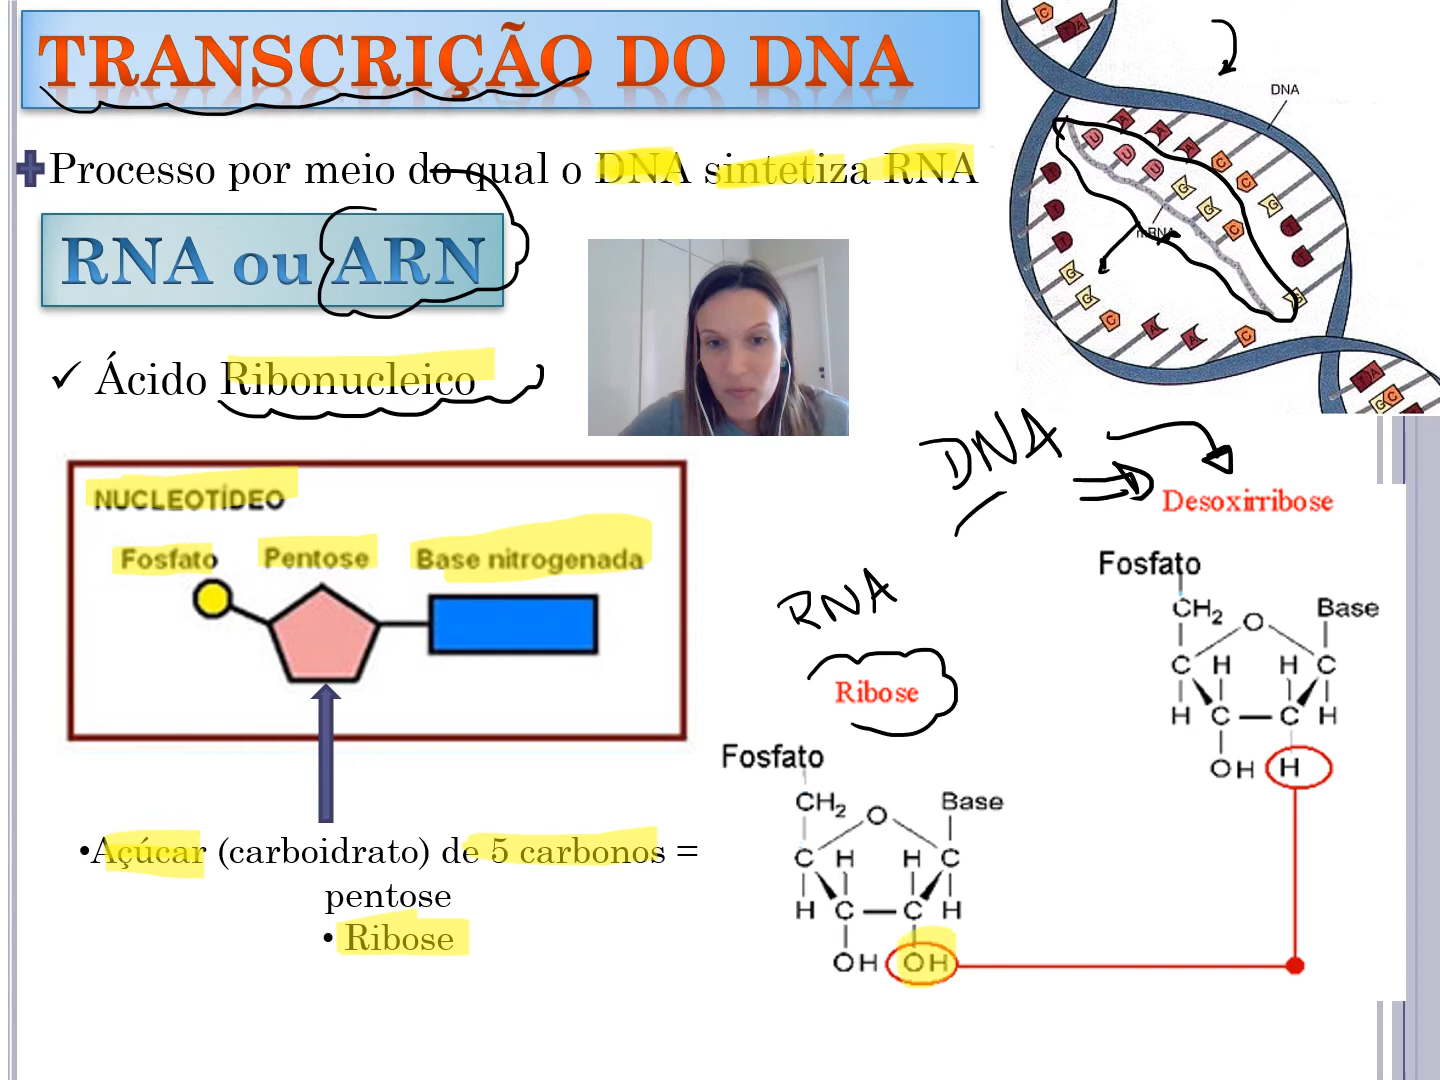 TRANSCRIÇÃO DO DNA
Processo por meio do qual o DNA sintetiza RNA
RNA ou ARN
Ácido Ribonucleico
NUCLEOTÍDEO
Fosfato Pentose Base nitrogenada
•Açúcar (carboidrato) de 5 carbonos =
pentose
• Ribose
C
T A
DNA
A A A C C G T T
U U U G G C G
mRNA
T T T G G C A A C
T A
G C
DNA
Desoxirribose
Fosfato
CH2 O Base
C H H C
H C C H
OH H
RNA
Ribose
Fosfato
CH2 O Base
C H H C
H C C H
OH OH